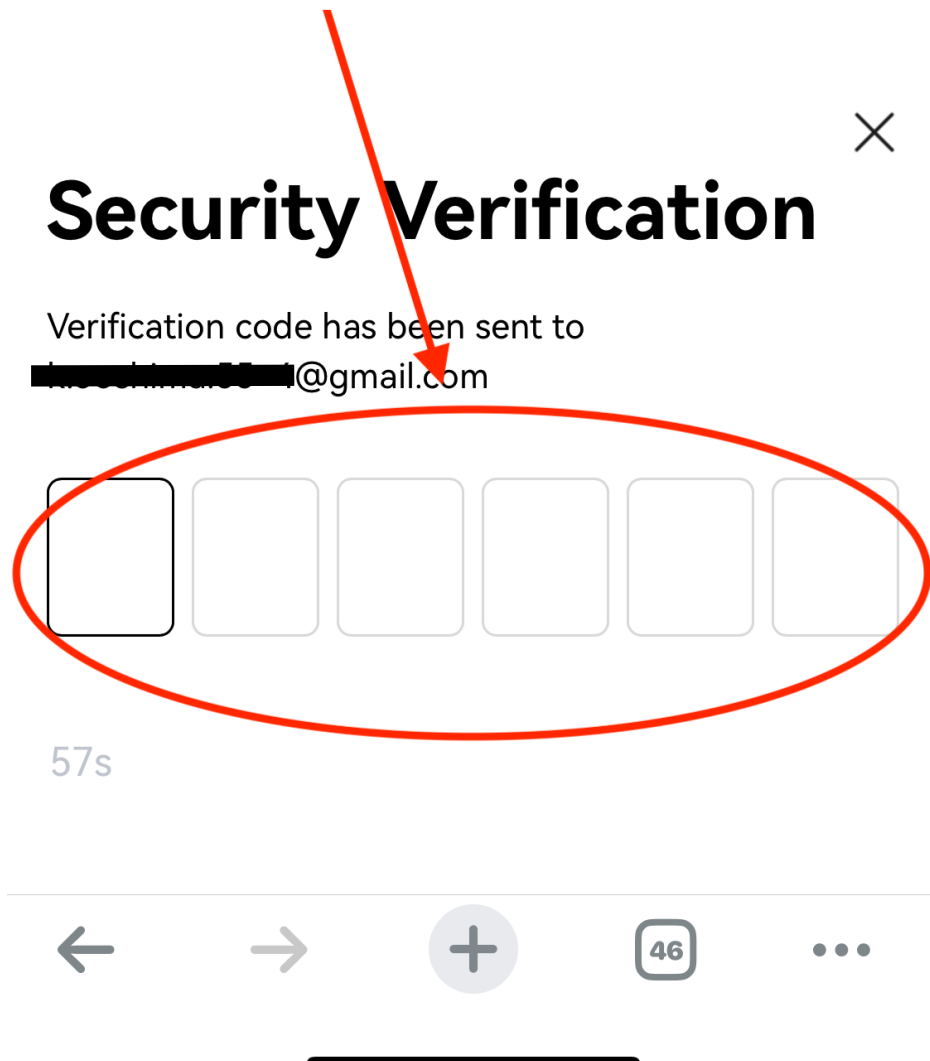 Security Verification
Verification code has been sent to
@gmail.com
57s
46